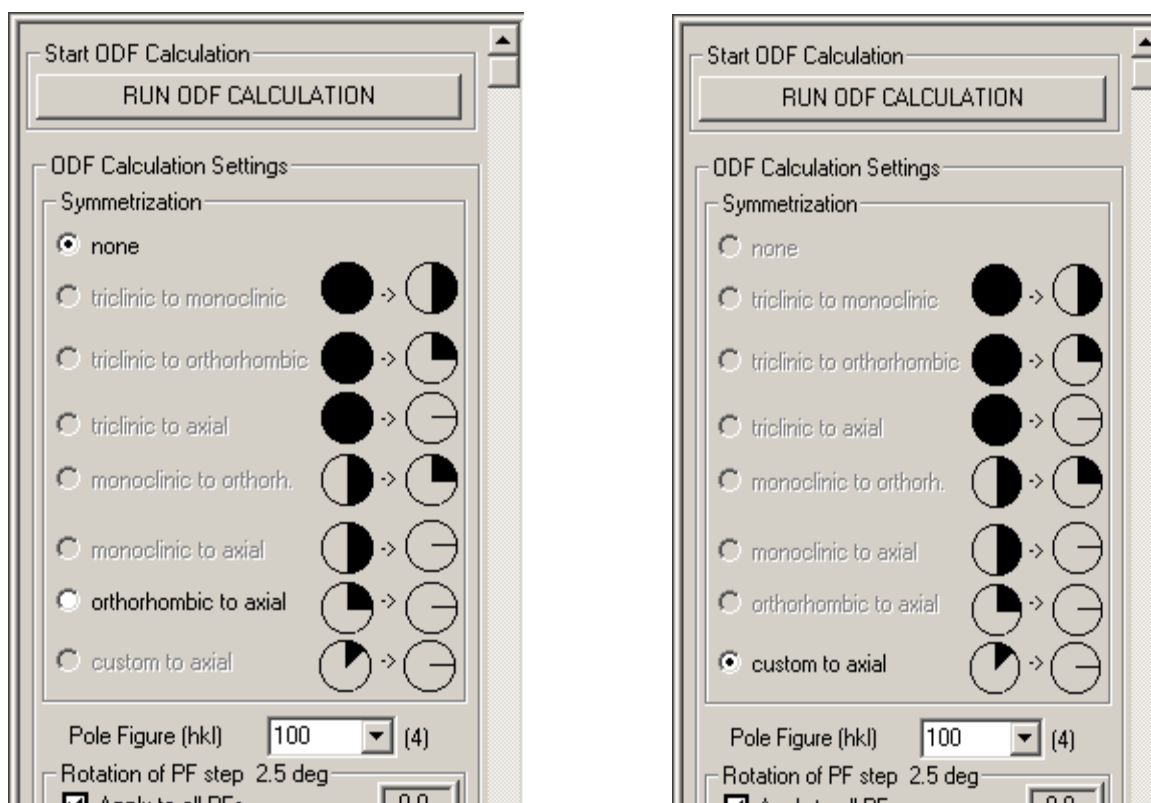 Start ODF Calculation
RUN ODF CALCULATION
ODF Calculation Settings
Symmetrization
none
triclinic to monoclinic ->
triclinic to orthorhombic ->
triclinic to axial ->
monoclinic to orthorh. ->
monoclinic to axial ->
orthorhombic to axial ->
custom to axial ->
Pole Figure (hkl) 100 (4)
Rotation of PF step 2.5 deg
Start ODF Calculation
RUN ODF CALCULATION
ODF Calculation Settings
Symmetrization
none
triclinic to monoclinic ->
triclinic to orthorhombic ->
triclinic to axial ->
monoclinic to orthorh. ->
monoclinic to axial ->
orthorhombic to axial ->
custom to axial ->
Pole Figure (hkl) 100 (4)
Rotation of PF step 2.5 deg